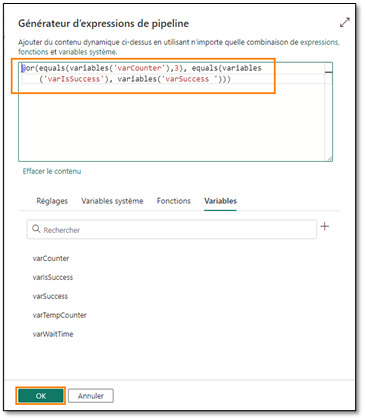 Générateur d'expressions de pipeline
Ajouter du contenu dynamique ci-dessus en utilisant n'importe quelle combinaison de expressions,
fonctions et variables système.
@or(equals(variables('varCounter'),3), equals(variables
('varIsSuccess'), variables('varSuccess ')))
Effacer le contenu
Réglages Variables système Fonctions Variables
Rechercher
varCounter
varIsSuccess
varSuccess
varTempCounter
varWaitTime
OK Annuler